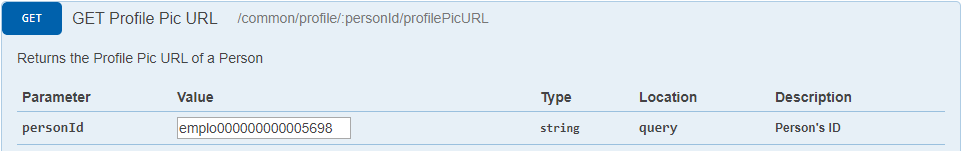 GET GET Profile Pic URL /common/profile/:personId/profilePicURL
Returns the Profile Pic URL of a Person
Parameter Value Type Location Description
personId emplo000000000005698 string query Person's ID